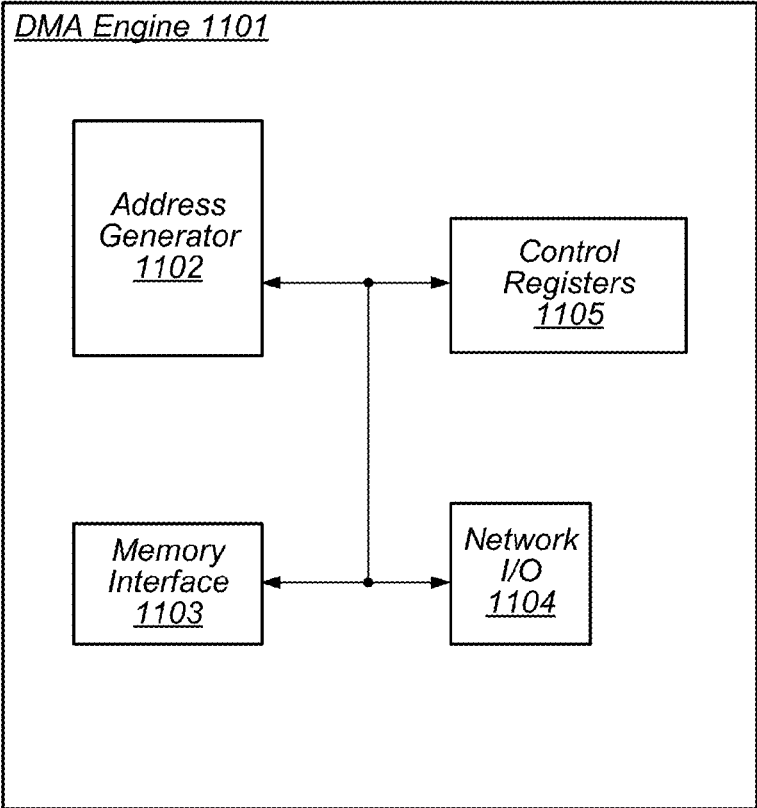 DMA Engine 1101
Address
Generator
1102
Control
Registers
1105
Memory
Interface
1103
Network
I/O
1104